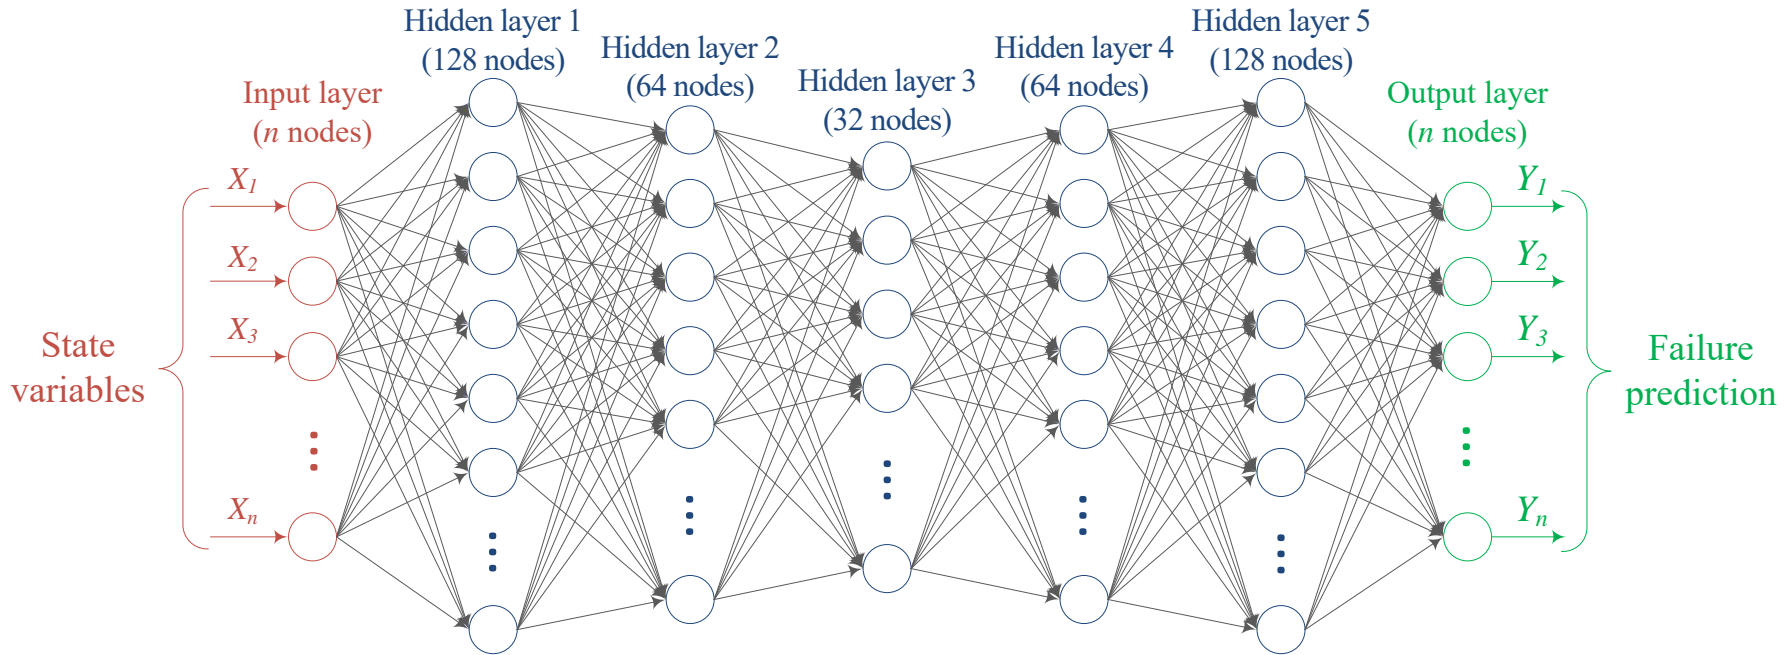 Hidden layer 1
(128 nodes)
Hidden layer 2
(64 nodes)
Hidden layer 3
(32 nodes)
Hidden layer 4
(64 nodes)
Hidden layer 5
(128 nodes)
Input layer
(n nodes)
Output layer
(n nodes)
X1
X2
X3
Xn
State
variables
Y1
Y2
Y3
Yn
Failure
prediction